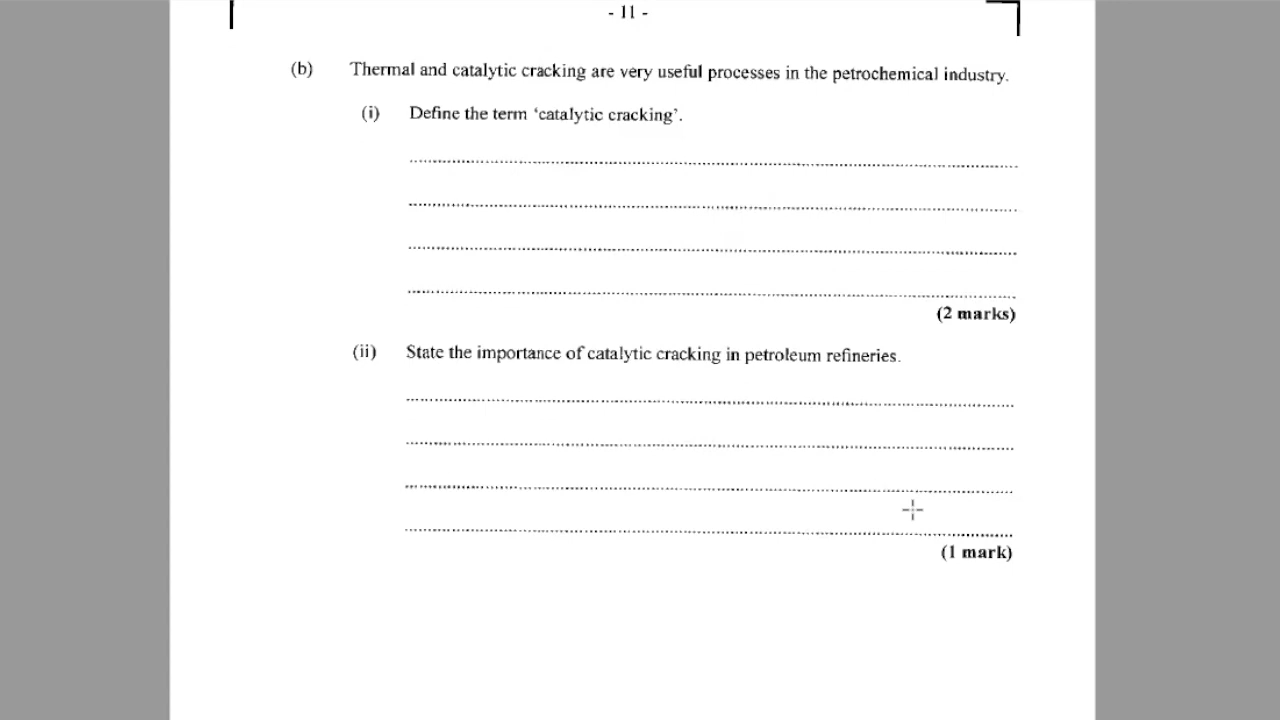 - 11 -
(b) Thermal and catalytic cracking are very useful processes in the petrochemical industry.
(i) Define the term ‘catalytic cracking’.
(2 marks)
(ii) State the importance of catalytic cracking in petroleum refineries.
(1 mark)